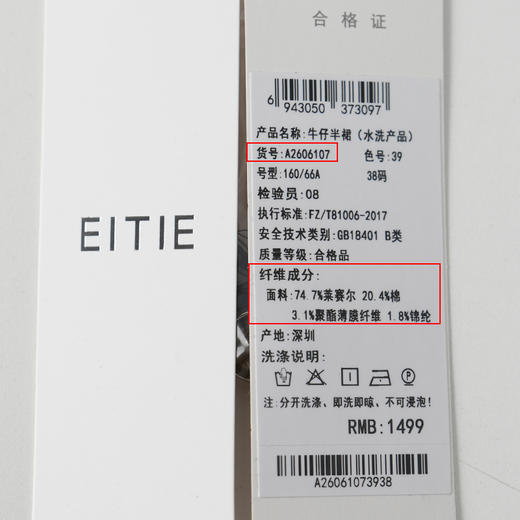 EITIE
合格证
6 943050 373097
产品名称:牛仔半裙(水洗产品)
货号:A2606107 色号:39
号型:160/66A 38码
检验员:08
执行标准:FZ/T81006-2017
安全技术类别:GB18401 B类
质量等级:合格品
纤维成分:
面料:74.7%莱赛尔 20.4%棉
3.1%聚酯薄膜纤维 1.8%锦纶
产地:深圳
洗涤说明:
注:分开洗涤、即洗即晾、不可浸泡!
RMB:1499
A26061073938